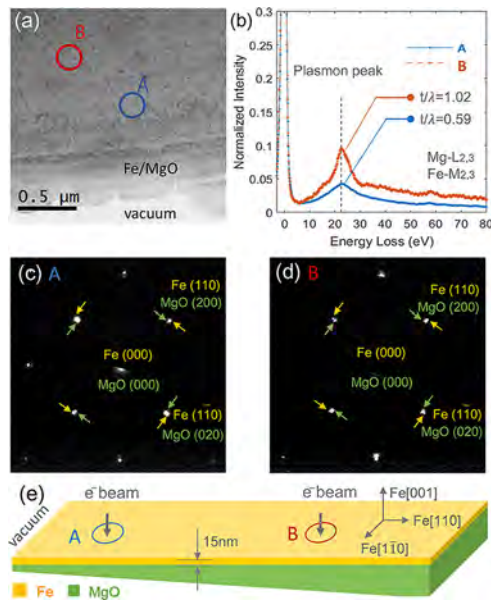 (a)
B
A
Fe/MgO
0.5 μm
vacuum
(b)
Normalized Intensity
0.3
0.25
0.2
0.15
0.1
0.05
0
A
B
Plasmon peak
t/λ=1.02
t/λ=0.59
Mg-L2,3
Fe-M2,3
0 10 20 30 40 50 60 70 80
Energy Loss (eV)
(c) A
Fe (110)
MgO (200)
Fe (000)
MgO (000)
Fe (11̄0)
MgO (020)
(d) B
Fe (110)
MgO (200)
Fe (000)
MgO (000)
Fe (11̄0)
MgO (020)
(e)
e⁻ beam
e⁻ beam
vacuum
A
B
15nm
Fe[001]
Fe[110]
Fe[11̄0]
Fe
MgO